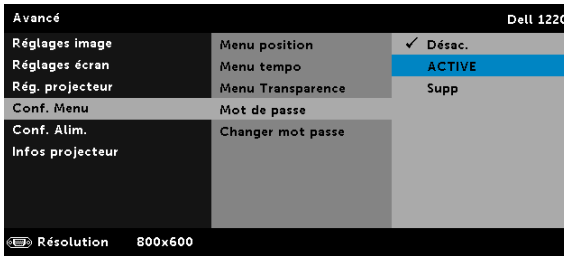 Avancé Dell 1220
Réglages image
Réglages écran
Rég. projecteur
Conf. Menu
Conf. Alim.
Infos projecteur
Menu position
Menu tempo
Menu Transparence
Mot de passe
Changer mot passe
✓ Désac.
ACTIVE
Supp
Résolution 800x600